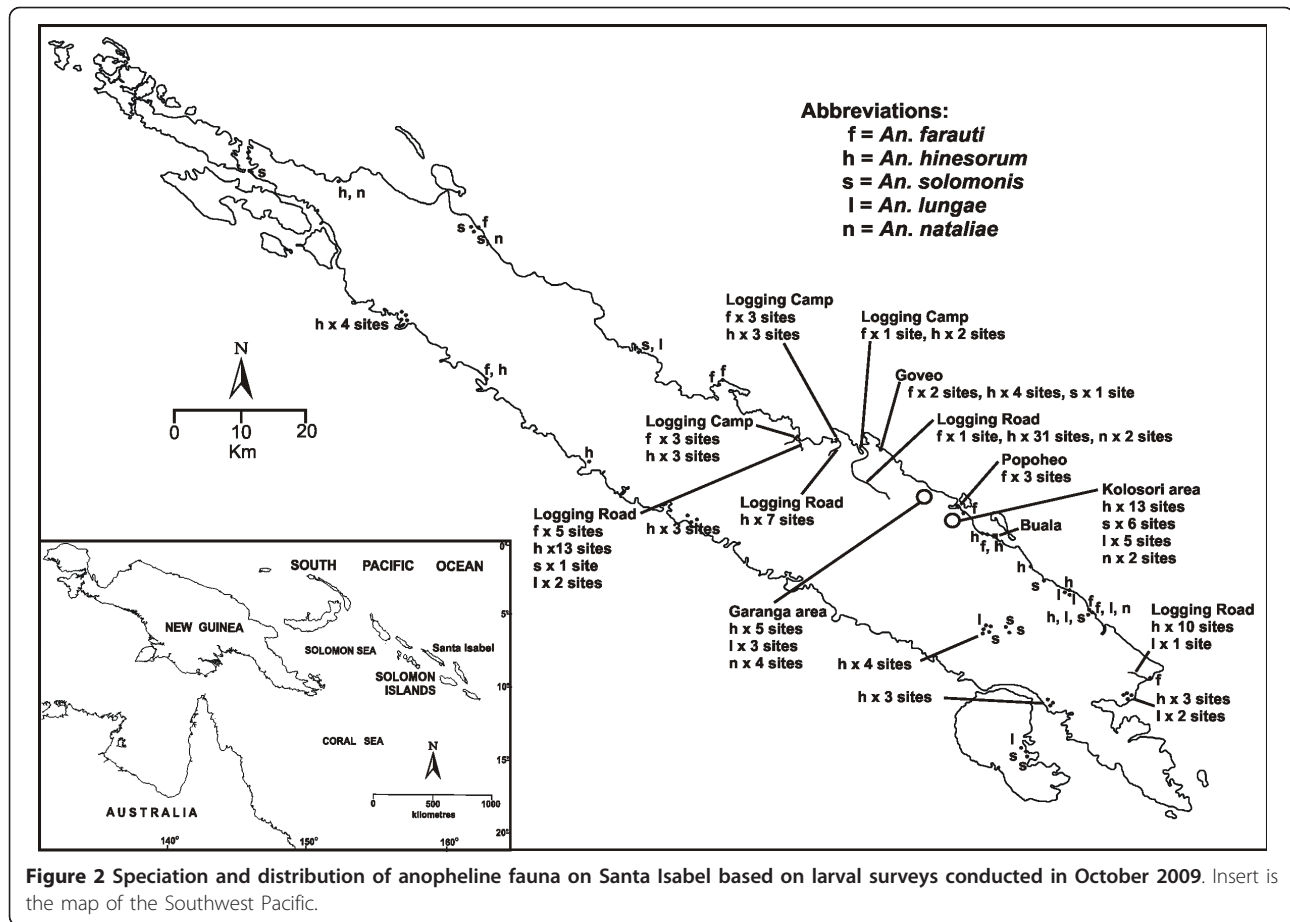 Abbreviations:
f = An. farauti
h = An. hinesorum
s = An. solomonis
l = An. lungae
n = An. nataliae
s
h, n
f
s
s, n
h x 4 sites
N
0 10 20
Km
f, h
s, l
f f
h
Logging Camp
f x 3 sites
h x 3 sites
Logging Camp
f x 1 site, h x 2 sites
Goveo
f x 2 sites, h x 4 sites, s x 1 site
Logging Road
f x 1 site, h x 31 sites, n x 2 sites
Logging Camp
f x 3 sites
h x 3 sites
Popoheo
f x 3 sites
Kolosori area
h x 13 sites
s x 6 sites
l x 5 sites
n x 2 sites
Logging Road
h x 7 sites
Logging Road
f x 5 sites
h x13 sites
s x 1 site
l x 2 sites
h x 3 sites
f
Buala
h
f, h
h
s
h
l
l
f
f, l, n
h, l, s
Garanga area
h x 5 sites
l x 3 sites
n x 4 sites
l
s
s
s
h x 4 sites
Logging Road
h x 10 sites
l x 1 site
f
h x 3 sites
l x 2 sites
h x 3 sites
l
s
s
SOUTH PACIFIC OCEAN
NEW GUINEA
SOLOMON SEA
Santa Isabel
SOLOMON
ISLANDS
CORAL SEA
AUSTRALIA
N
0 500 1000
kilometres
0°
5°
10°
15°
20°
140° 150° 160°
Figure 2 Speciation and distribution of anopheline fauna on Santa Isabel based on larval surveys conducted in October 2009. Insert is
the map of the Southwest Pacific.